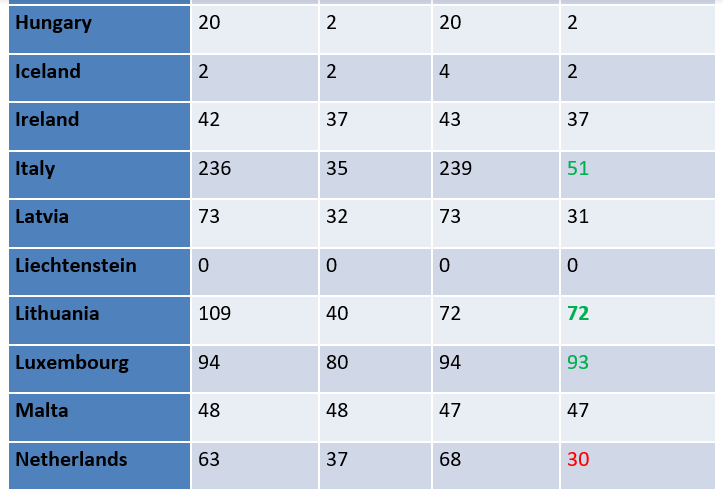 Hungary 20 2 20 2
Iceland 2 2 4 2
Ireland 42 37 43 37
Italy 236 35 239 51
Latvia 73 32 73 31
Liechtenstein 0 0 0 0
Lithuania 109 40 72 72
Luxembourg 94 80 94 93
Malta 48 48 47 47
Netherlands 63 37 68 30